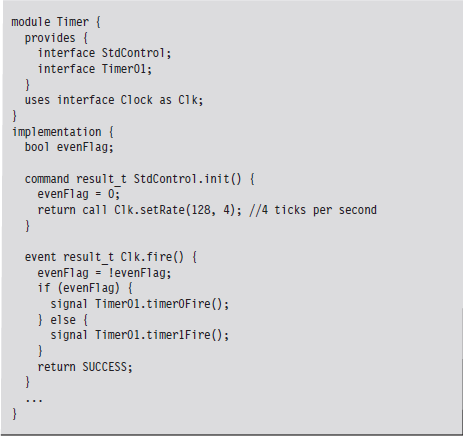 module Timer {
  provides {
    interface StdControl;
    interface Timer01;
  }
  uses interface Clock as Clk;
}
implementation {
  bool evenFlag;

  command result_t StdControl.init() {
    evenFlag = 0;
    return call Clk.setRate(128, 4); //4 ticks per second
  }

  event result_t Clk.fire() {
    evenFlag = !evenFlag;
    if (evenFlag) {
      signal Timer01.timer0Fire();
    } else {
      signal Timer01.timer1Fire();
    }
    return SUCCESS;
  }
  ...
}